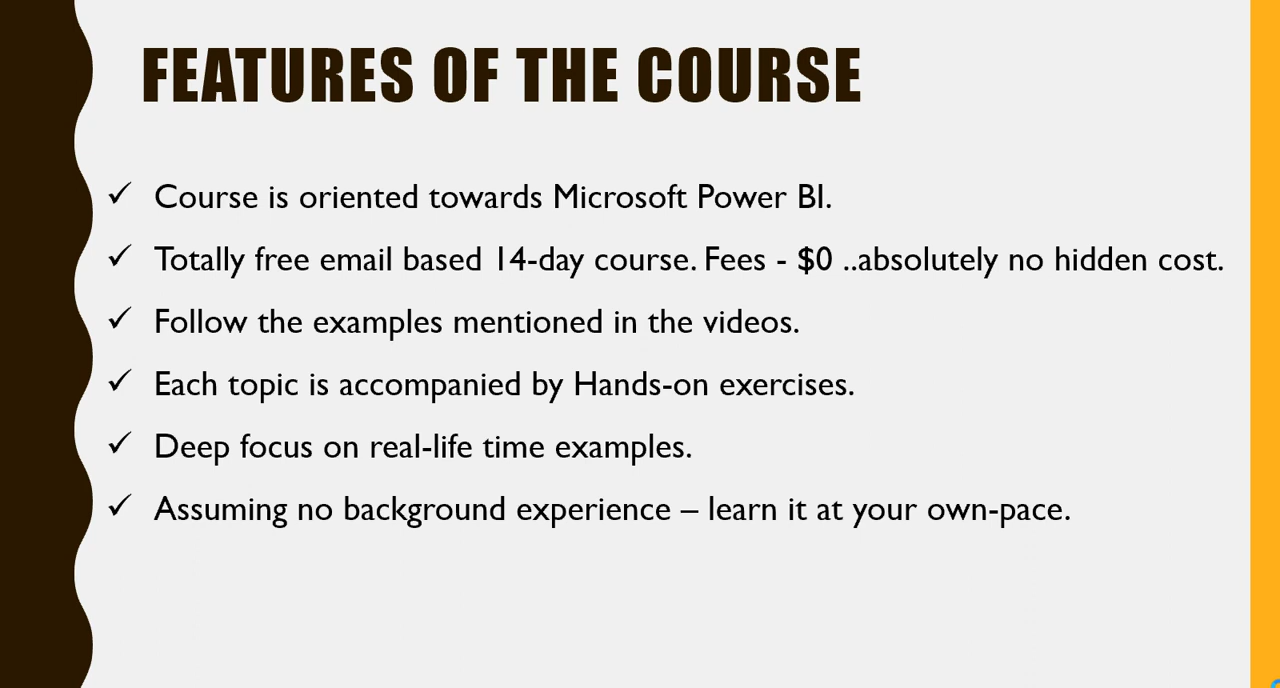 FEATURES OF THE COURSE
✓ Course is oriented towards Microsoft Power BI.
✓ Totally free email based 14-day course. Fees - $0 ..absolutely no hidden cost.
✓ Follow the examples mentioned in the videos.
✓ Each topic is accompanied by Hands-on exercises.
✓ Deep focus on real-life time examples.
✓ Assuming no background experience – learn it at your own-pace.